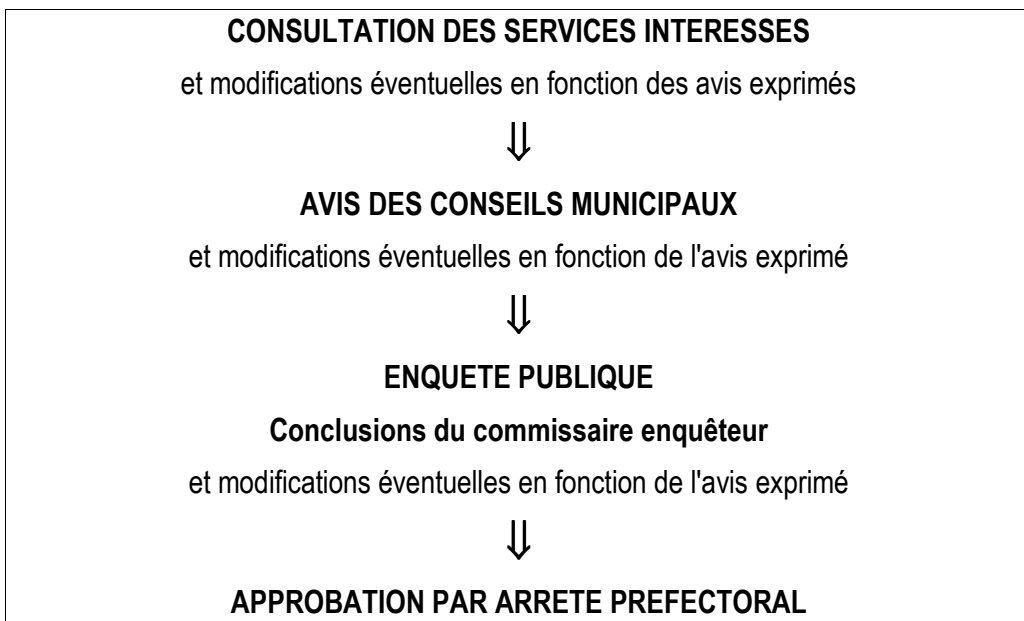 CONSULTATION DES SERVICES INTERESSES
et modifications éventuelles en fonction des avis exprimés
⇓
AVIS DES CONSEILS MUNICIPAUX
et modifications éventuelles en fonction de l'avis exprimé
⇓
ENQUETE PUBLIQUE
Conclusions du commissaire enquêteur
et modifications éventuelles en fonction de l'avis exprimé
⇓
APPROBATION PAR ARRETE PREFECTORAL